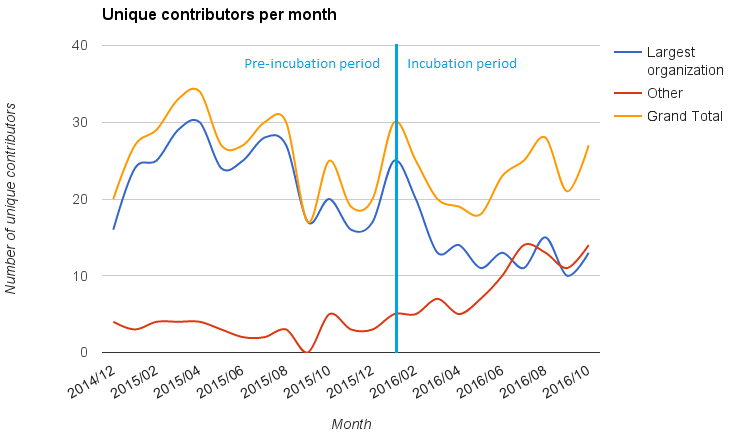 Unique contributors per month
Number of unique contributors
40
30
20
10
0
Pre-incubation period
Incubation period
Largest
organization
Other
Grand Total
2014/12
2015/02
2015/04
2015/06
2015/08
2015/10
2015/12
2016/02
2016/04
2016/06
2016/08
2016/10
Month